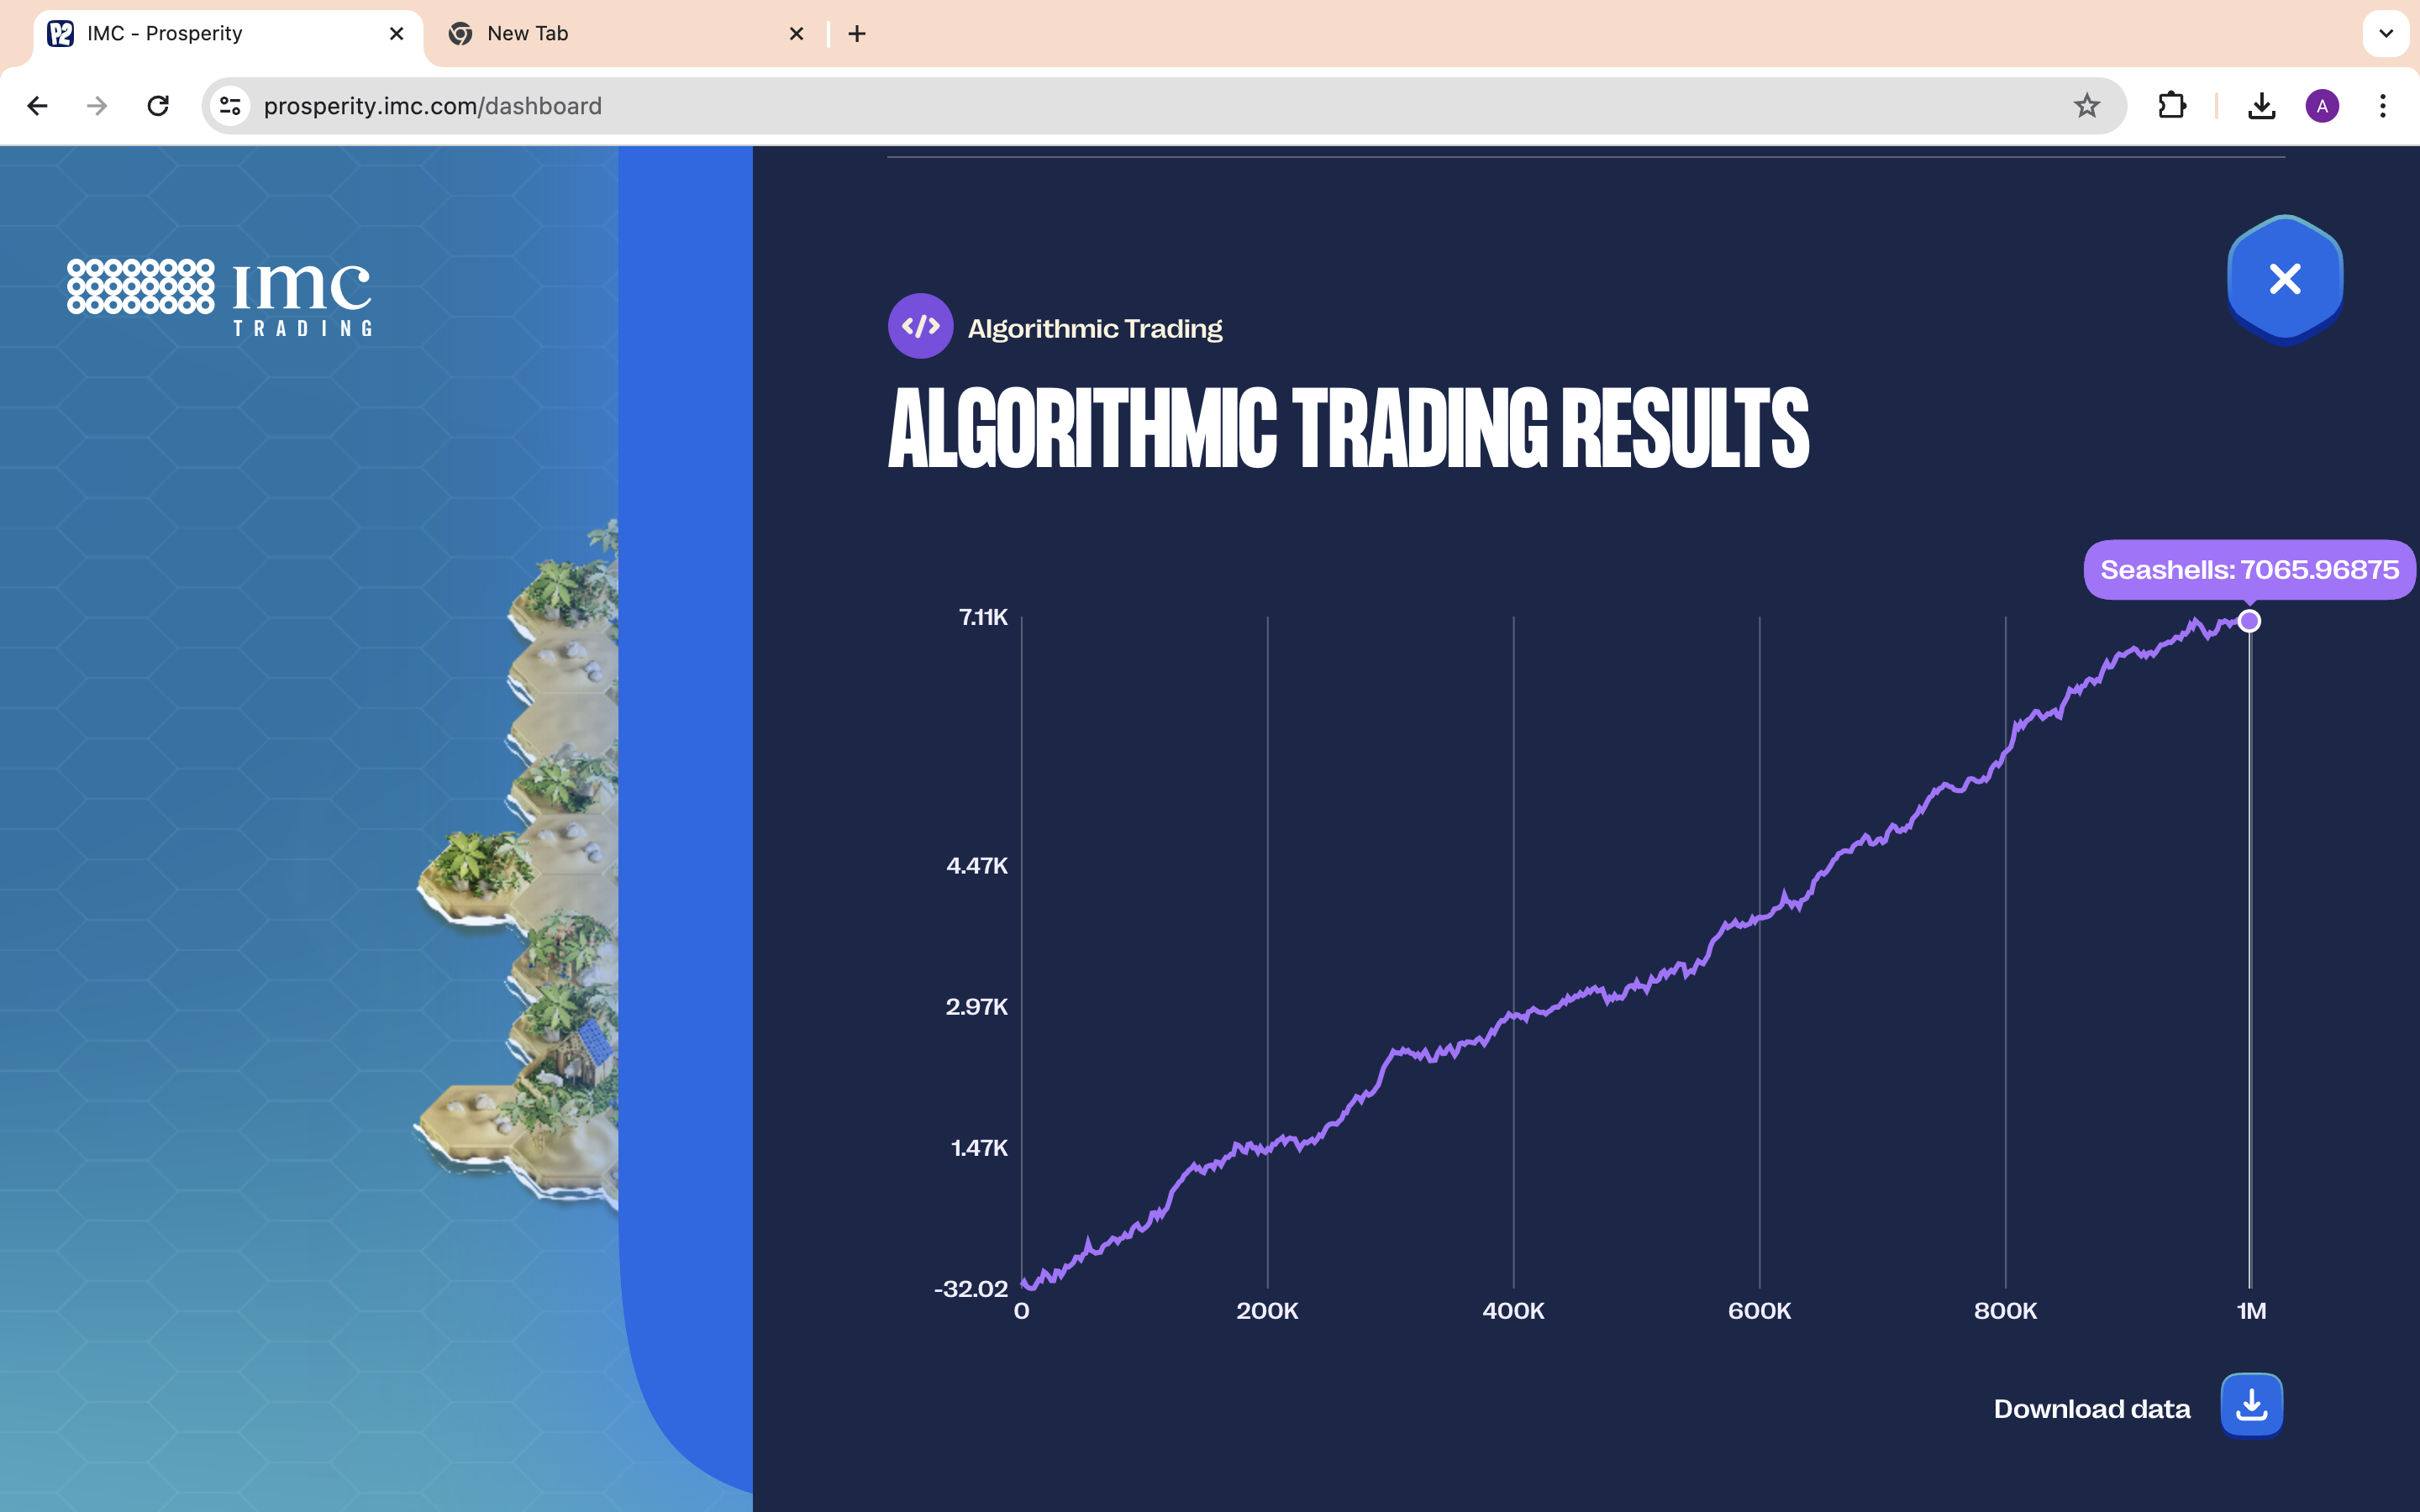 IMC - Prosperity
New Tab
prosperity.imc.com/dashboard
A
imc
TRADING
</> Algorithmic Trading
ALGORITHMIC TRADING RESULTS
Seashells: 7065.96875
7.11K
4.47K
2.97K
1.47K
-32.02
0 200K 400K 600K 800K 1M
Download data